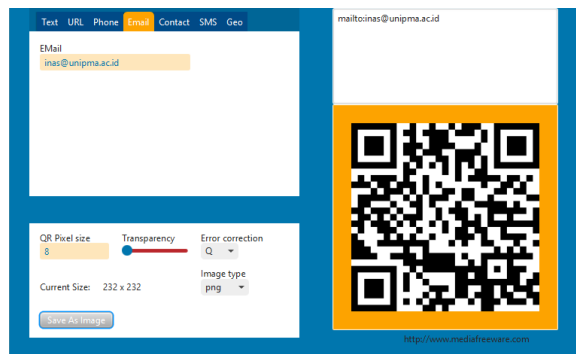 Text URL Phone Email Contact SMS Geo
EMail
inas@unipma.ac.id
QR Pixel size
8
Transparency
Error correction
Q
Current Size: 232 x 232
Image type
png
Save As Image
mailto:inas@unipma.ac.id
http://www.mediafreeware.com